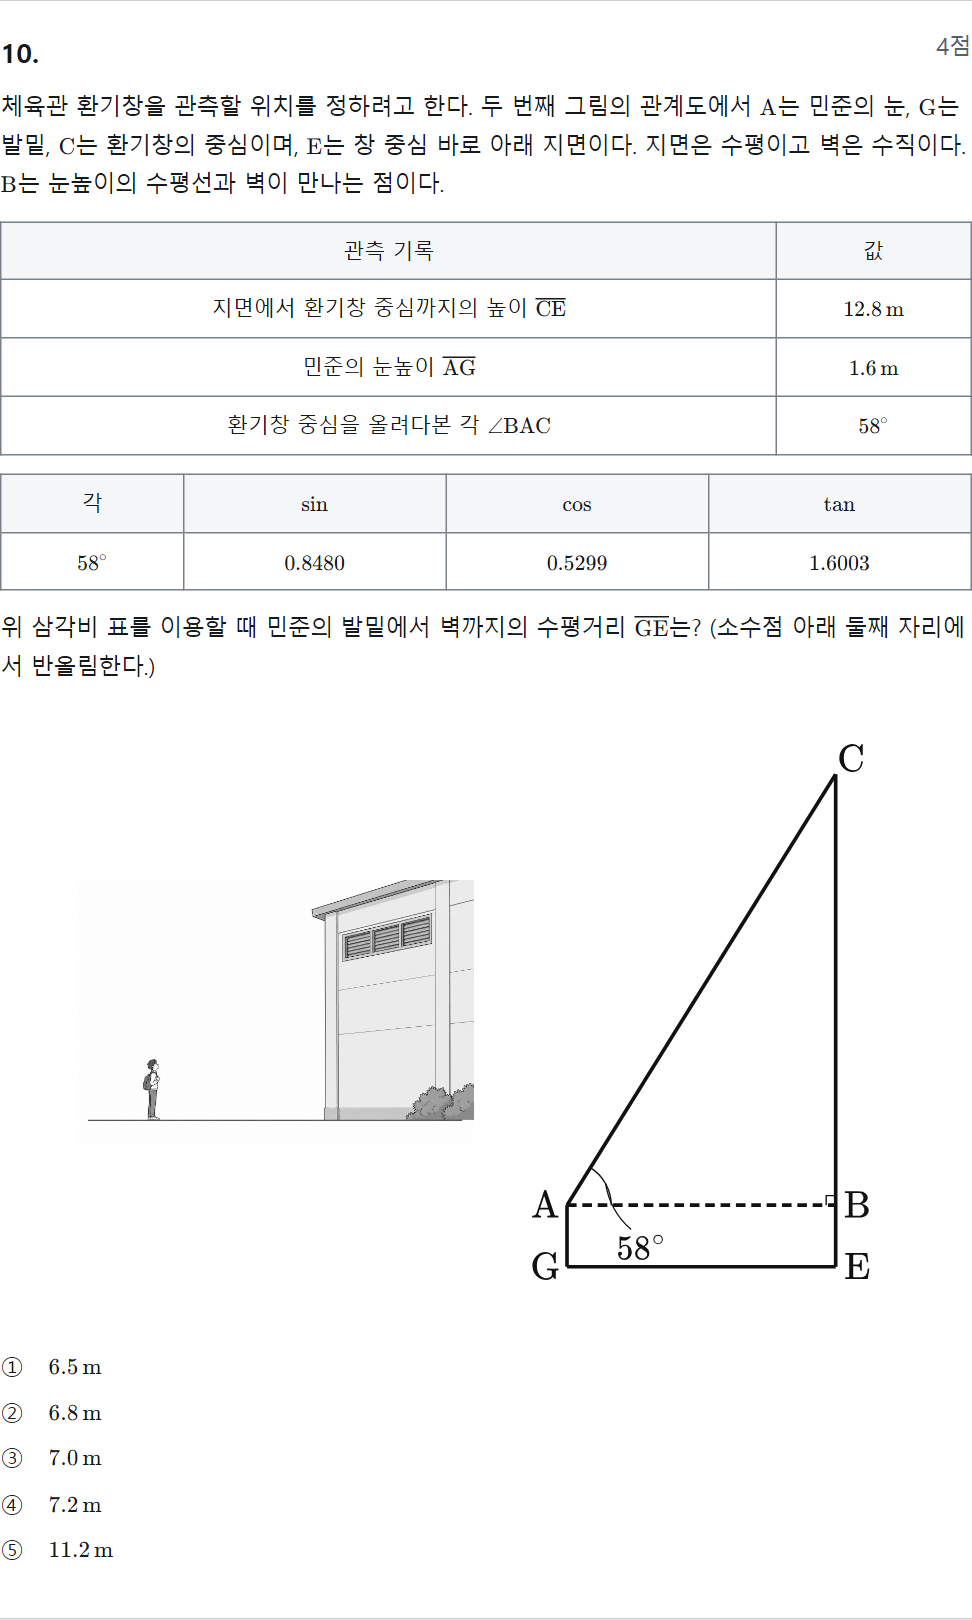 10.
4점
체육관 환기창을 관측할 위치를 정하려고 한다. 두 번째 그림의 관계도에서 A는 민준의 눈, G는
발밑, C는 환기창의 중심이며, E는 창 중심 바로 아래 지면이다. 지면은 수평이고 벽은 수직이다.
B는 눈높이의 수평선과 벽이 만나는 점이다.
관측 기록 값
지면에서 환기창 중심까지의 높이 C̅E̅ 12.8 m
민준의 눈높이 A̅G̅ 1.6 m
환기창 중심을 올려다본 각 ∠BAC 58°
각 sin cos tan
58° 0.8480 0.5299 1.6003
위 삼각비 표를 이용할 때 민준의 발밑에서 벽까지의 수평거리 G̅E̅는? (소수점 아래 둘째 자리에
서 반올림한다.)
C
A B
58°
G E
① 6.5 m
② 6.8 m
③ 7.0 m
④ 7.2 m
⑤ 11.2 m